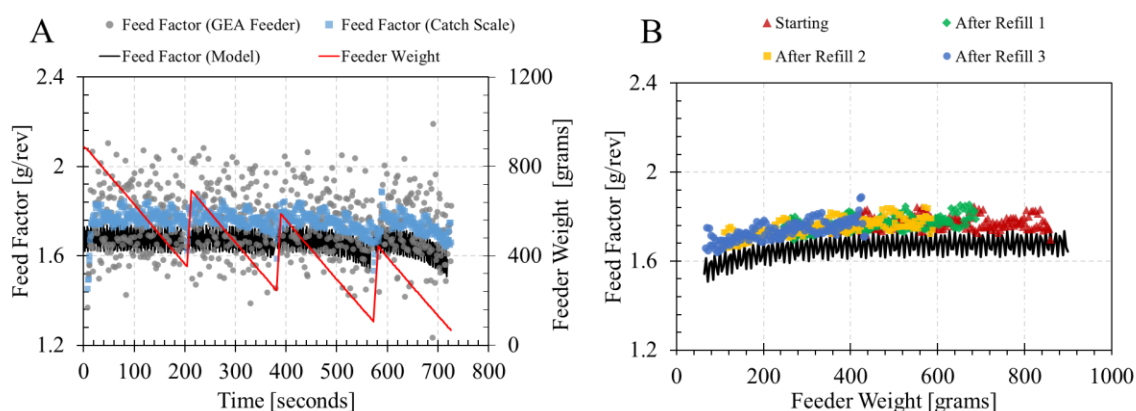 A
Feed Factor (GEA Feeder)
Feed Factor (Catch Scale)
Feed Factor (Model)
Feeder Weight
2.4
2
1.6
1.2
Feed Factor [g/rev]
1200
900
600
300
0
Feeder Weight [grams]
0 100 200 300 400 500 600 700 800
Time [seconds]
B
Starting
After Refill 1
After Refill 2
After Refill 3
2.4
2
1.6
1.2
Feed Factor [g/rev]
0 200 400 600 800 1000
Feeder Weight [grams]